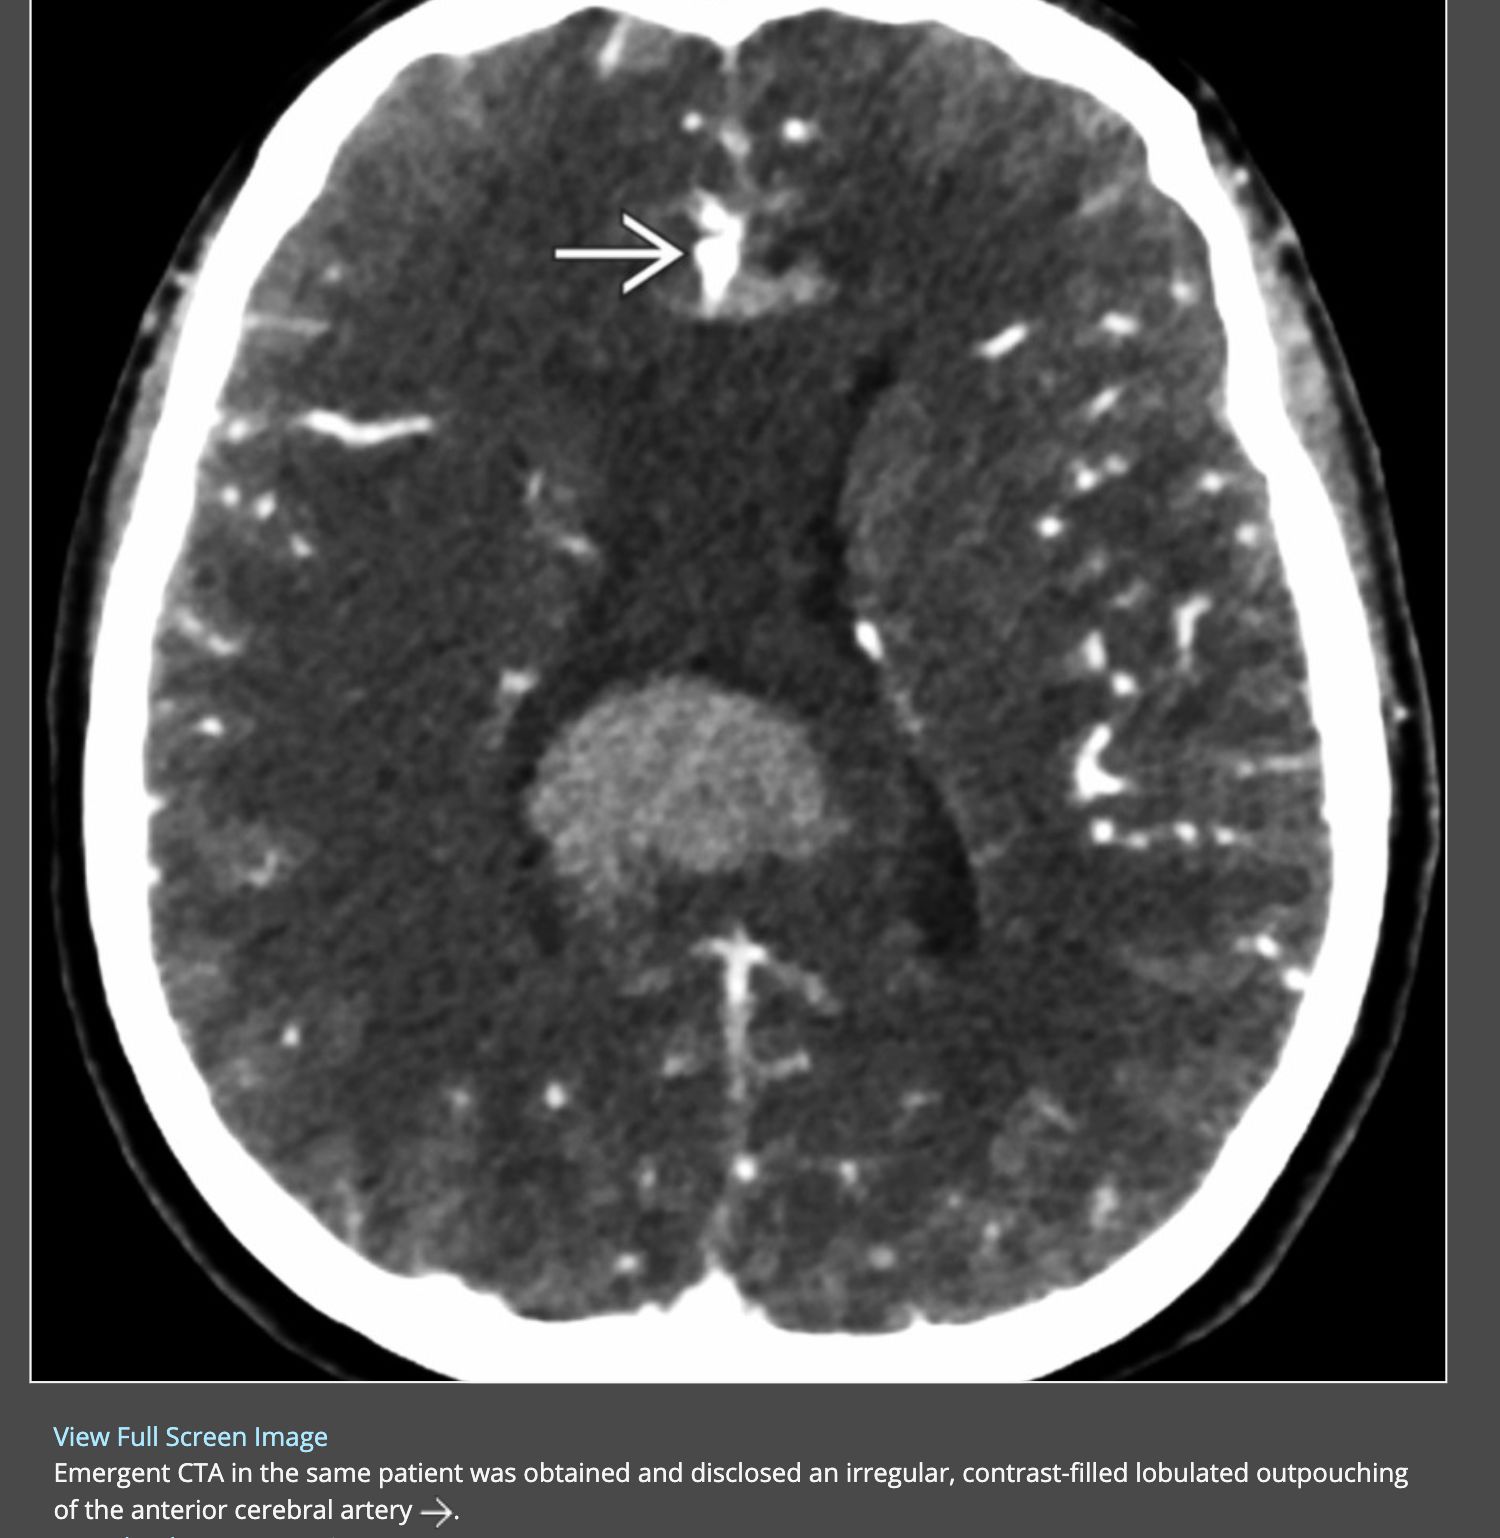 View Full Screen Image
Emergent CTA in the same patient was obtained and disclosed an irregular, contrast-filled lobulated outpouching
of the anterior cerebral artery →.